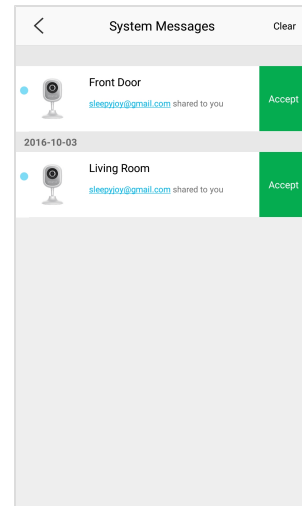 System Messages
Clear
Front Door
sleepyjoy@gmail.com shared to you
Accept
2016-10-03
Living Room
sleepyjoy@gmail.com shared to you
Accept